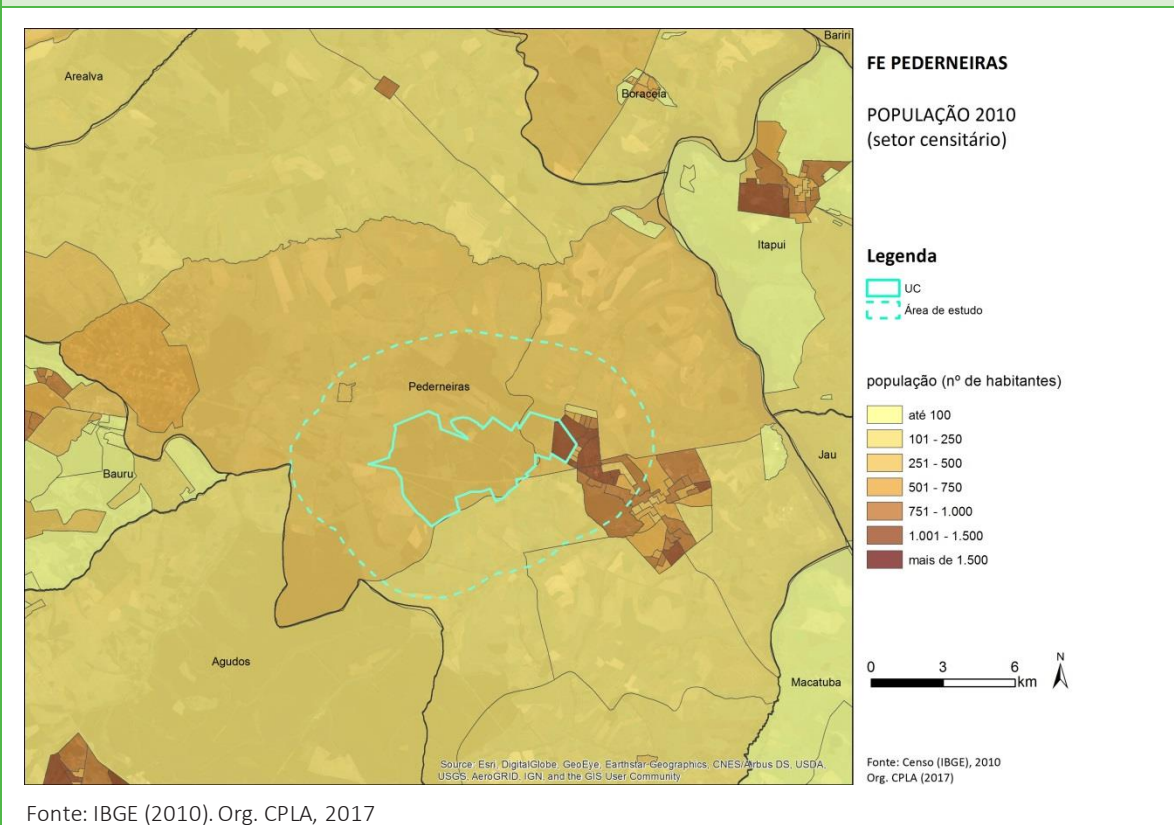 Bariri
Arealva
Boracéia
Itapui
Pederneiras
Jau
Bauru
Agudos
Macatuba
Source: Esri, DigitalGlobe, GeoEye, Earthstar Geographics, CNES/Airbus DS, USDA,
USGS, AeroGRID, IGN, and the GIS User Community
FE PEDERNEIRAS
POPULAÇÃO 2010
(setor censitário)
Legenda
UC
Área de estudo
população (nº de habitantes)
até 100
101 - 250
251 - 500
501 - 750
751 - 1.000
1.001 - 1.500
mais de 1.500
0 3 6
km
N
Fonte: Censo (IBGE), 2010
Org. CPLA (2017)
Fonte: IBGE (2010). Org. CPLA, 2017